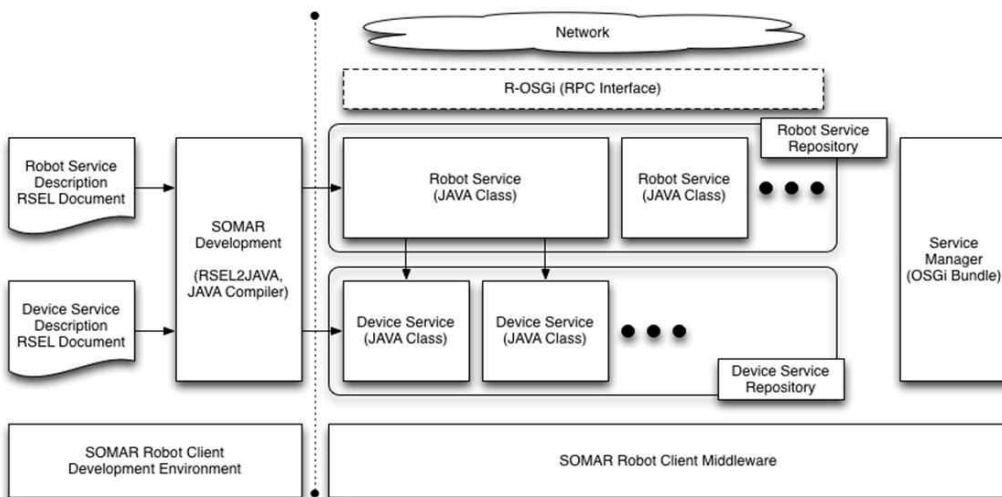 Network
R-OSGi (RPC Interface)
Robot Service
Repository
Robot Service
Description
RSEL Document
SOMAR
Development
(RSEL2JAVA,
JAVA Compiler)
Robot Service
(JAVA Class)
Robot Service
(JAVA Class)
Service
Manager
(OSGi Bundle)
Device Service
Description
RSEL Document
Device Service
(JAVA Class)
Device Service
(JAVA Class)
Device Service
Repository
SOMAR Robot Client
Development Environment
SOMAR Robot Client Middleware